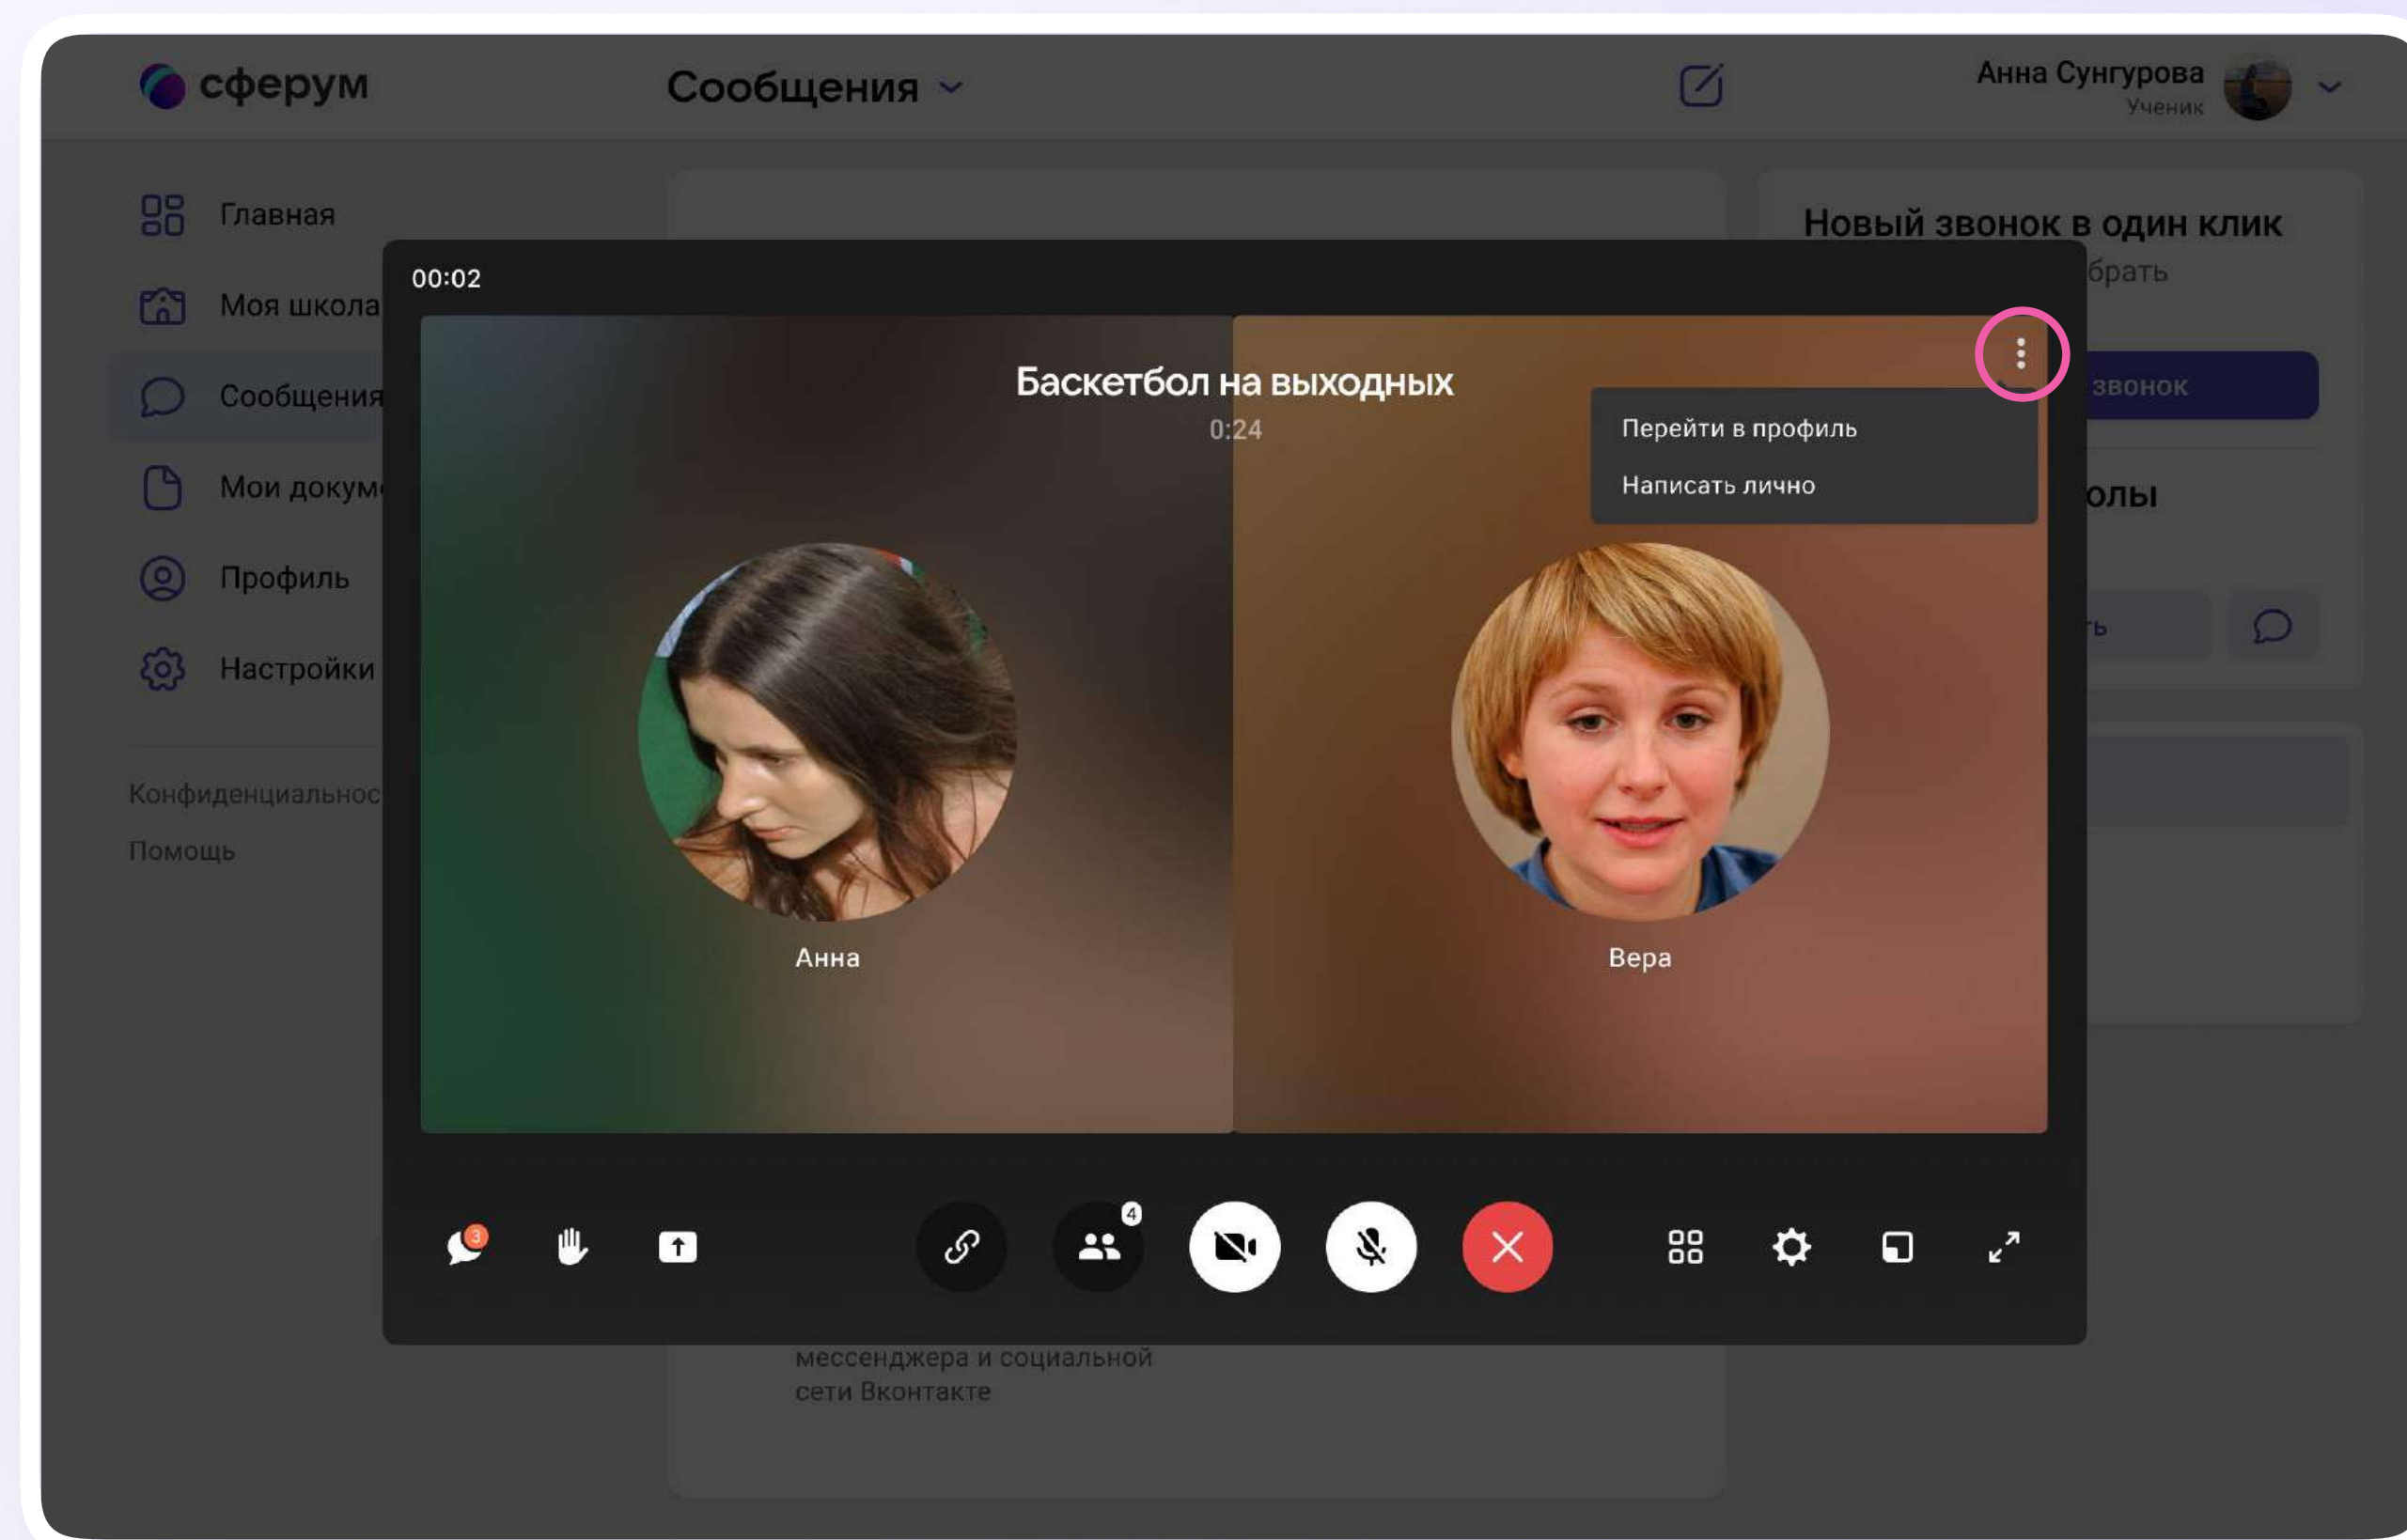 сферум
Сообщения
Анна Сунгурова
Ученик
Главная
Моя школа
Сообщения
Мои докум
Профиль
Настройки
Конфиденциальнос
Помощь
Новый звонок в один клик
брать
звонок
олы
ть
00:02
Баскетбол на выходных
0:24
Перейти в профиль
Написать лично
Анна
Вера
3
4
мессенджера и социальной
сети Вконтакте